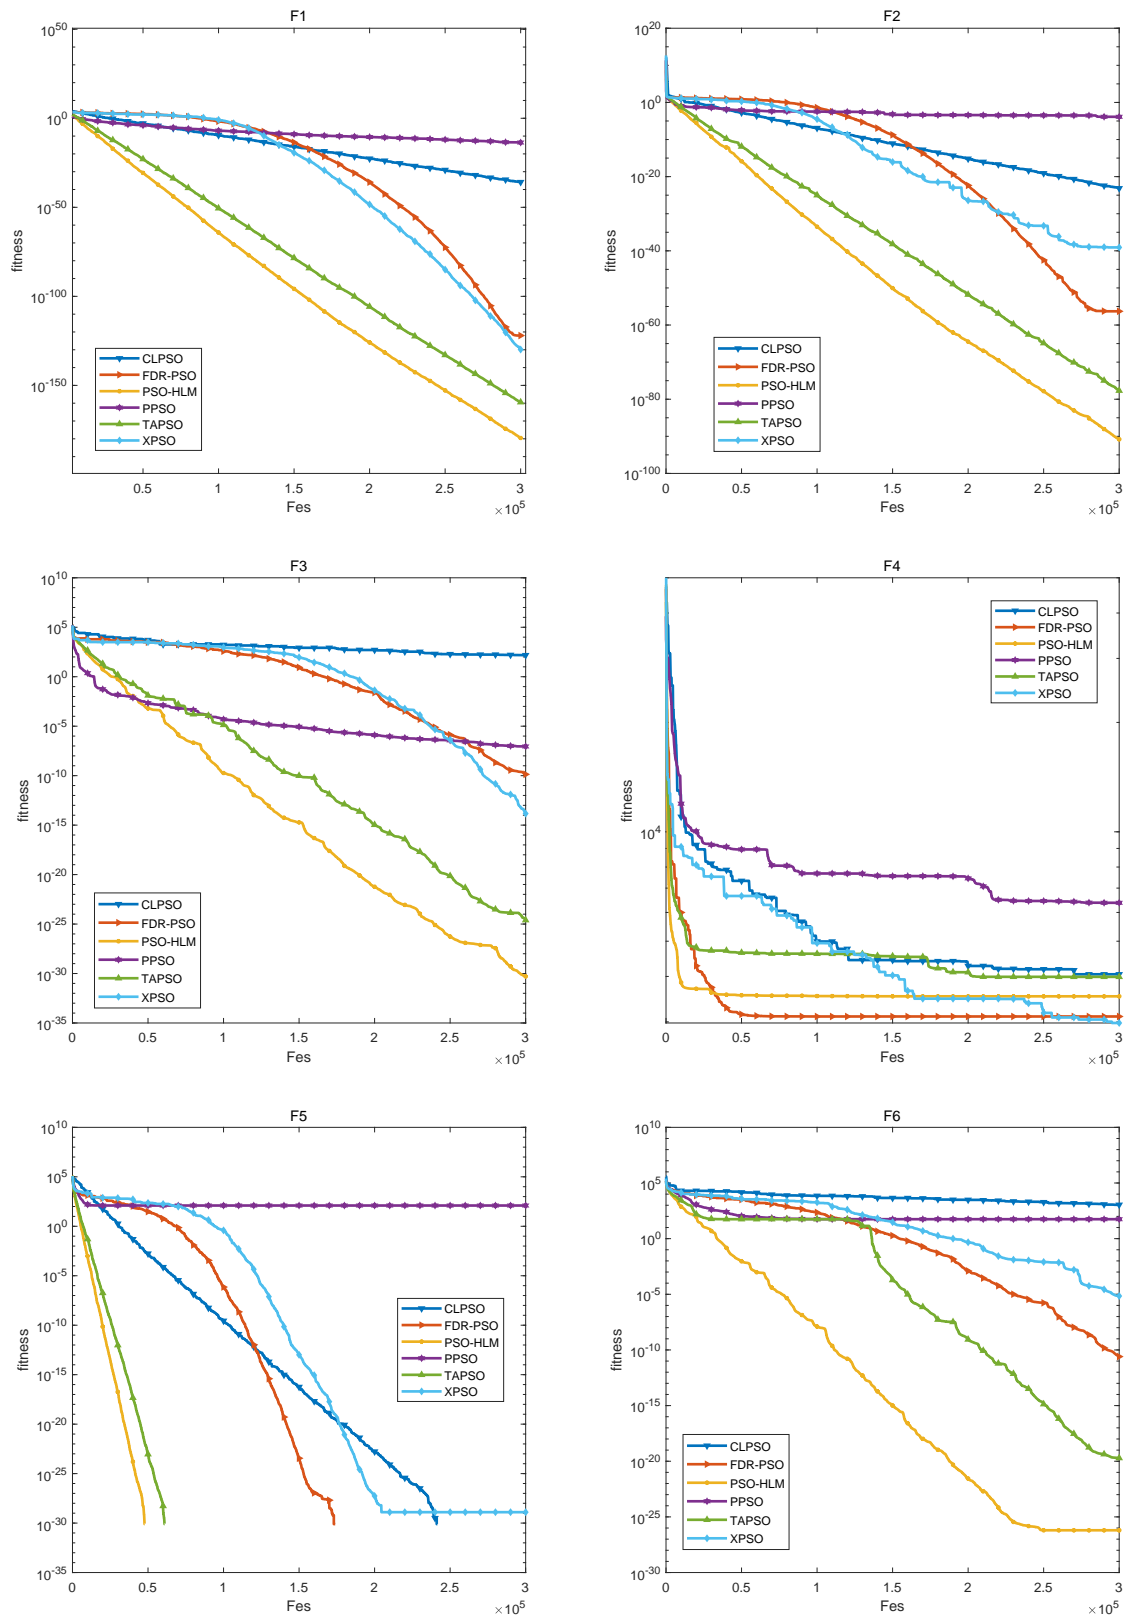 F1
10^50
10^0
10^-50
10^-100
10^-150
fitness
0.5 1 1.5 2 2.5 3
Fes
×10^5
CLPSO
FDR-PSO
PSO-HLM
PPSO
TAPSO
XPSO
F2
10^20
10^0
10^-20
10^-40
10^-60
10^-80
10^-100
fitness
0 0.5 1 1.5 2 2.5 3
Fes
×10^5
CLPSO
FDR-PSO
PSO-HLM
PPSO
TAPSO
XPSO
F3
10^10
10^5
10^0
10^-5
10^-10
10^-15
10^-20
10^-25
10^-30
10^-35
fitness
0 0.5 1 1.5 2 2.5 3
Fes
×10^5
CLPSO
FDR-PSO
PSO-HLM
PPSO
TAPSO
XPSO
F4
10^4
fitness
0 0.5 1 1.5 2 2.5 3
Fes
×10^5
CLPSO
FDR-PSO
PSO-HLM
PPSO
TAPSO
XPSO
F5
10^10
10^5
10^0
10^-5
10^-10
10^-15
10^-20
10^-25
10^-30
10^-35
fitness
0 0.5 1 1.5 2 2.5 3
Fes
×10^5
CLPSO
FDR-PSO
PSO-HLM
PPSO
TAPSO
XPSO
F6
10^10
10^5
10^0
10^-5
10^-10
10^-15
10^-20
10^-25
10^-30
fitness
0 0.5 1 1.5 2 2.5 3
Fes
×10^5
CLPSO
FDR-PSO
PSO-HLM
PPSO
TAPSO
XPSO